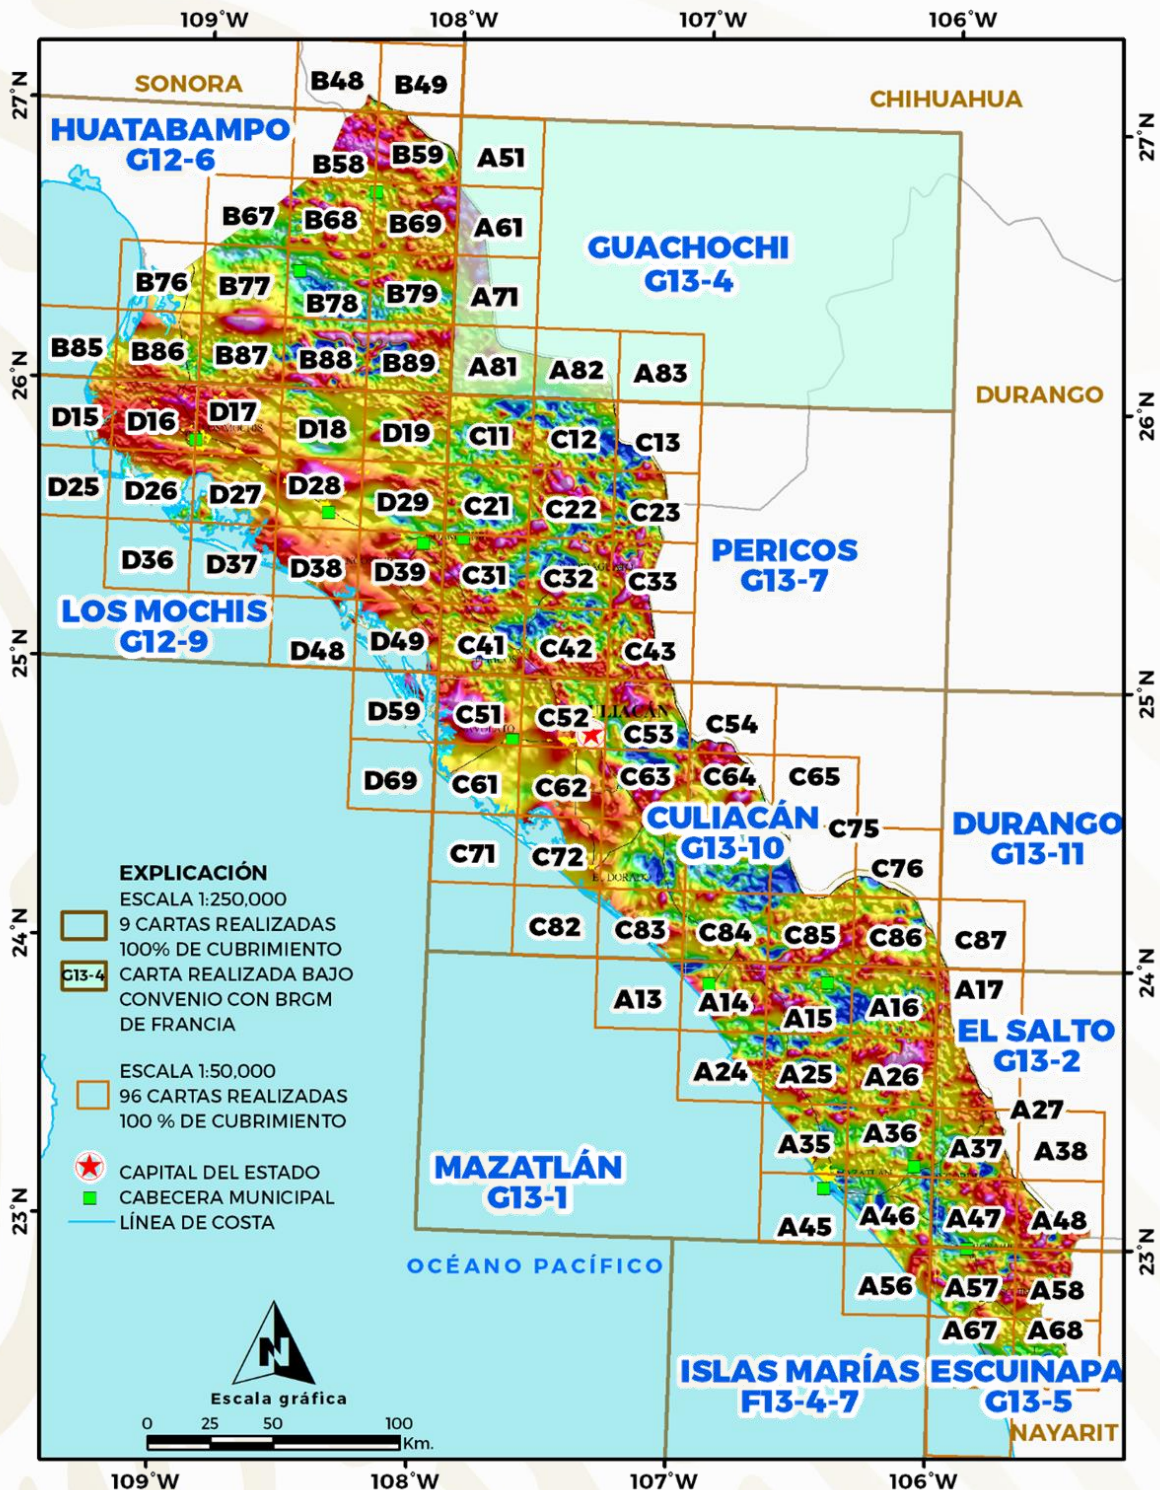 109°W 108°W 107°W 106°W
27°N
26°N
25°N
24°N
23°N
27°N
26°N
25°N
24°N
23°N
SONORA
CHIHUAHUA
B48 B49
HUATABAMPO
G12-6
B58 B59 A51
B67 B68 B69 A61
GUACHOCHI
G13-4
B76 B77 B78 B79 A71
B85 B86 B87 B88 B89 A81 A82 A83
DURANGO
D15 D16 D17 D18 D19 C11 C12 C13
D25 D26 D27 D28 D29 C21 C22 C23
PERICOS
G13-7
D36 D37 D38 D39 C31 C32 C33
LOS MOCHIS
G12-9
D48 D49 C41 C42 C43
D59 C51 C52 C53 C54
CULIACÁN
D69 C61 C62 C63 C64 C65
CULIACÁN
G13-10
C75
DURANGO
G13-11
C71 C72 C76
E. DORADO
C82 C83 C84 C85 C86 C87
A13 A14 A15 A16 A17
EL SALTO
G13-2
A24 A25 A26 A27
A35 A36 A37 A38
MAZATLÁN
G13-1
A45 A46 A47 A48
OCÉANO PACÍFICO
A56 A57 A58
A67 A68
ISLAS MARÍAS
F13-4-7
ESCUINAPA
G13-5
NAYARIT
EXPLICACIÓN
ESCALA 1:250,000
9 CARTAS REALIZADAS
100% DE CUBRIMIENTO
G13-4 CARTA REALIZADA BAJO
CONVENIO CON BRGM
DE FRANCIA
ESCALA 1:50,000
96 CARTAS REALIZADAS
100 % DE CUBRIMIENTO
CAPITAL DEL ESTADO
CABECERA MUNICIPAL
LÍNEA DE COSTA
N
Escala gráfica
0 25 50 100
Km.
109°W 108°W 107°W 106°W